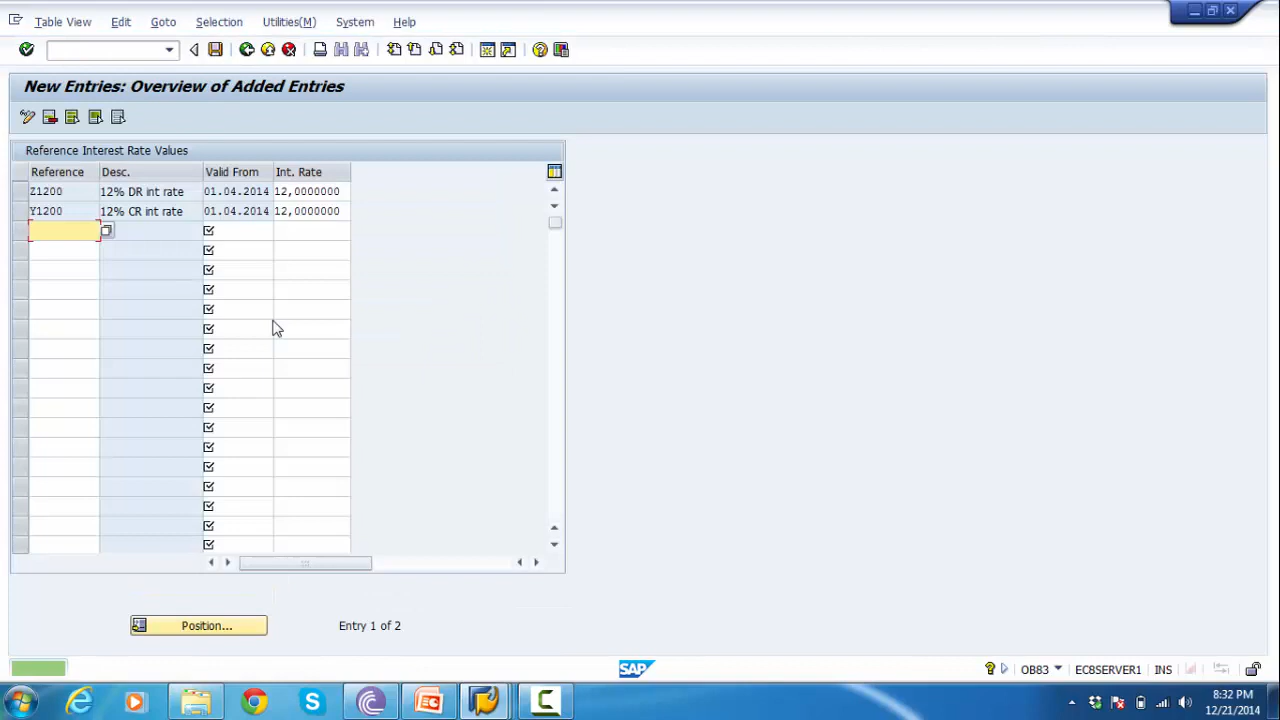 Table View Edit Goto Selection Utilities(M) System Help
New Entries: Overview of Added Entries
Reference Interest Rate Values
Reference Desc. Valid From Int. Rate
Z1200 12% DR int rate 01.04.2014 12,0000000
Y1200 12% CR int rate 01.04.2014 12,0000000
Position... Entry 1 of 2
SAP OB83 EC8SERVER1 INS
8:32 PM
12/21/2014